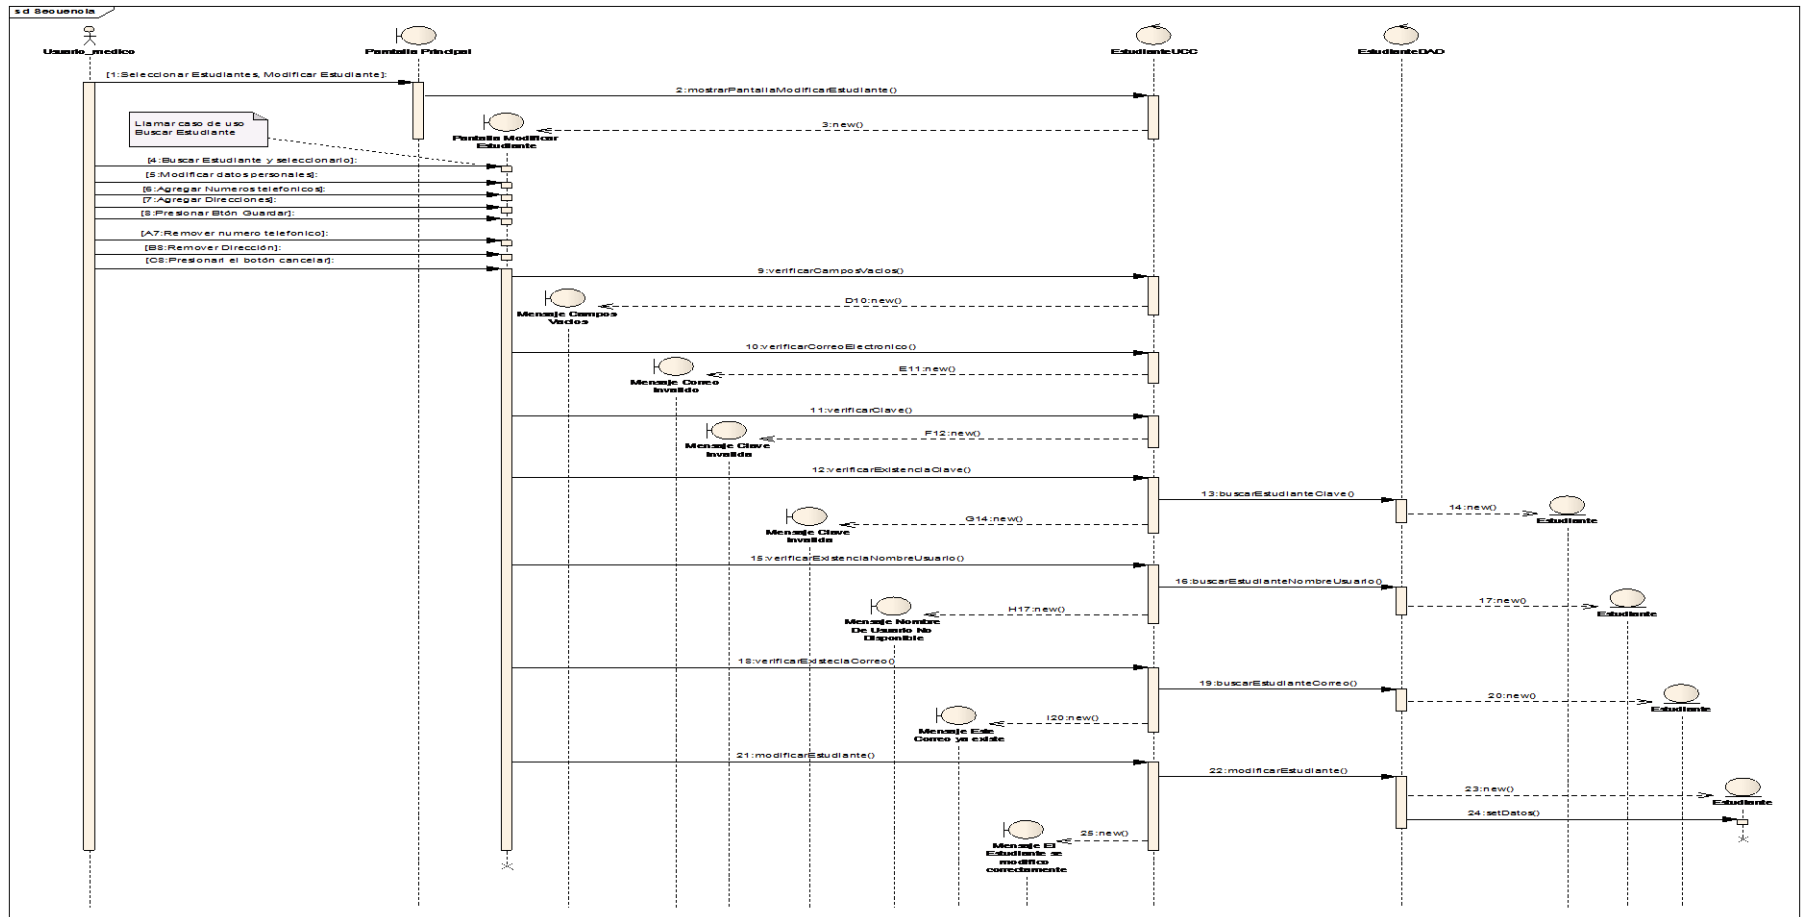 sd Secuencia
Usuario_medico
Pantalla Principal
EstudianteUCC
EstudianteDAO
[1:Seleccionar Estudiantes, Modificar Estudiante]:
2:mostrarPantallaModificarEstudiante()
Llamar caso de uso
Buscar Estudiante
Pantalla Modificar
Estudiante
3:new()
[4:Buscar Estudiante y seleccionarlo]:
[5:Modificar datos personales]:
[6:Agregar Numeros telefonicos]:
[7:Agregar Direcciones]:
[8:Presionar Btón Guardar]:
[A7:Remover numero telefonico]:
[B8:Remover Dirección]:
[C8:Presionarl el botón cancelar]:
9:verificarCamposVacios()
D10:new()
Mensaje Campos
Vacios
10:verificarCorreoElectronico()
E11:new()
Mensaje Correo
Invalido
11:verificarClave()
F12:new()
Mensaje Clave
Invalida
12:verificarExistenciaClave()
13:buscarEstudianteClave()
14:new()
Estudiante
G14:new()
Mensaje Clave
Invalida
15:verificarExistenciaNombreUsuario()
16:buscarEstudianteNombreUsuario()
17:new()
Estudiante
H17:new()
Mensaje Nombre
De Usuario No
Disponible
18:verificarExisteciaCorreo()
19:buscarEstudianteCorreo()
20:new()
Estudiante
I20:new()
Mensaje Este
Correo ya existe
21:modificarEstudiante()
22:modificarEstudiante()
23:new()
Estudiante
24:setDatos()
25:new()
Mensaje El
Estudiante se
modifico
correctamente